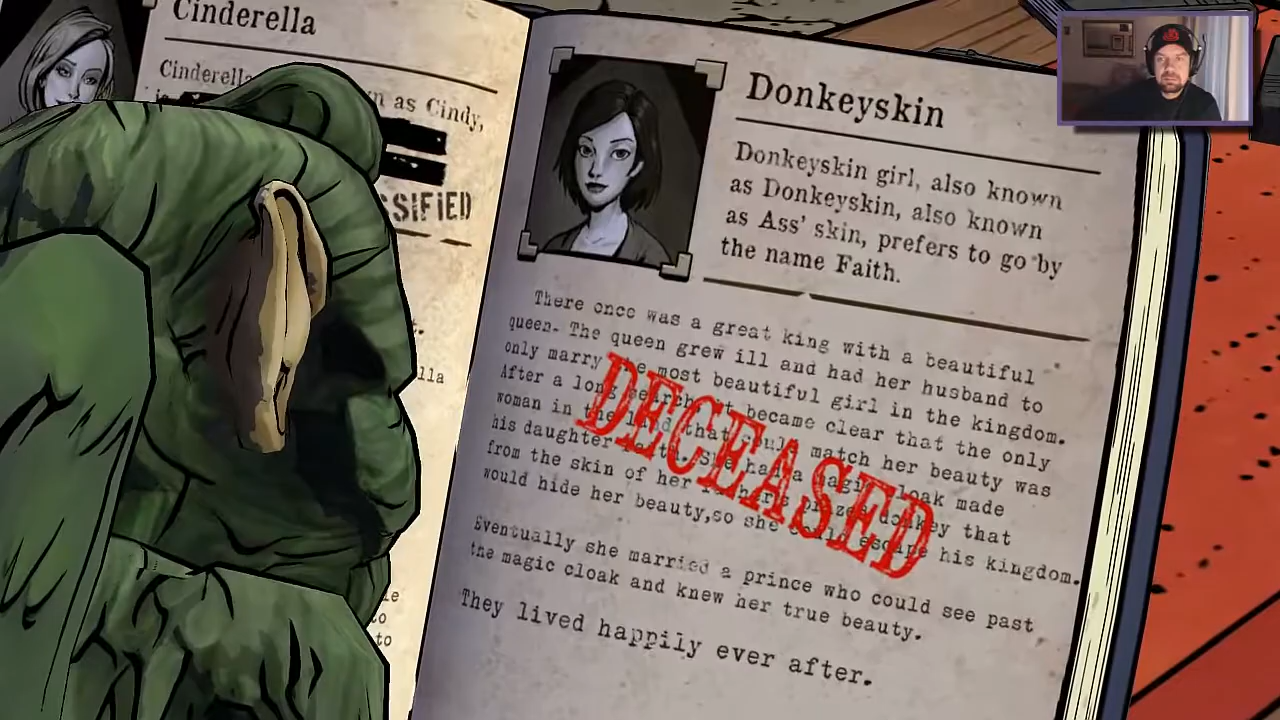 Cinderella
Cinderella
as Cindy,
Donkeyskin
Donkeyskin girl, also known
as Donkeyskin, also known
as Ass' skin, prefers to go by
the name Faith.
There once was a great king with a beautiful
queen. The queen grew ill and had her husband to
only marry the most beautiful girl in the kingdom.
After a long search it became clear that the only
woman in the land that could match her beauty was
his daughter Faith. She had a magic cloak made
from the skin of her father's prized donkey that
would hide her beauty, so she could escape his kingdom.
DECEASED
Eventually she married a prince who could see past
the magic cloak and knew her true beauty.
They lived happily ever after.